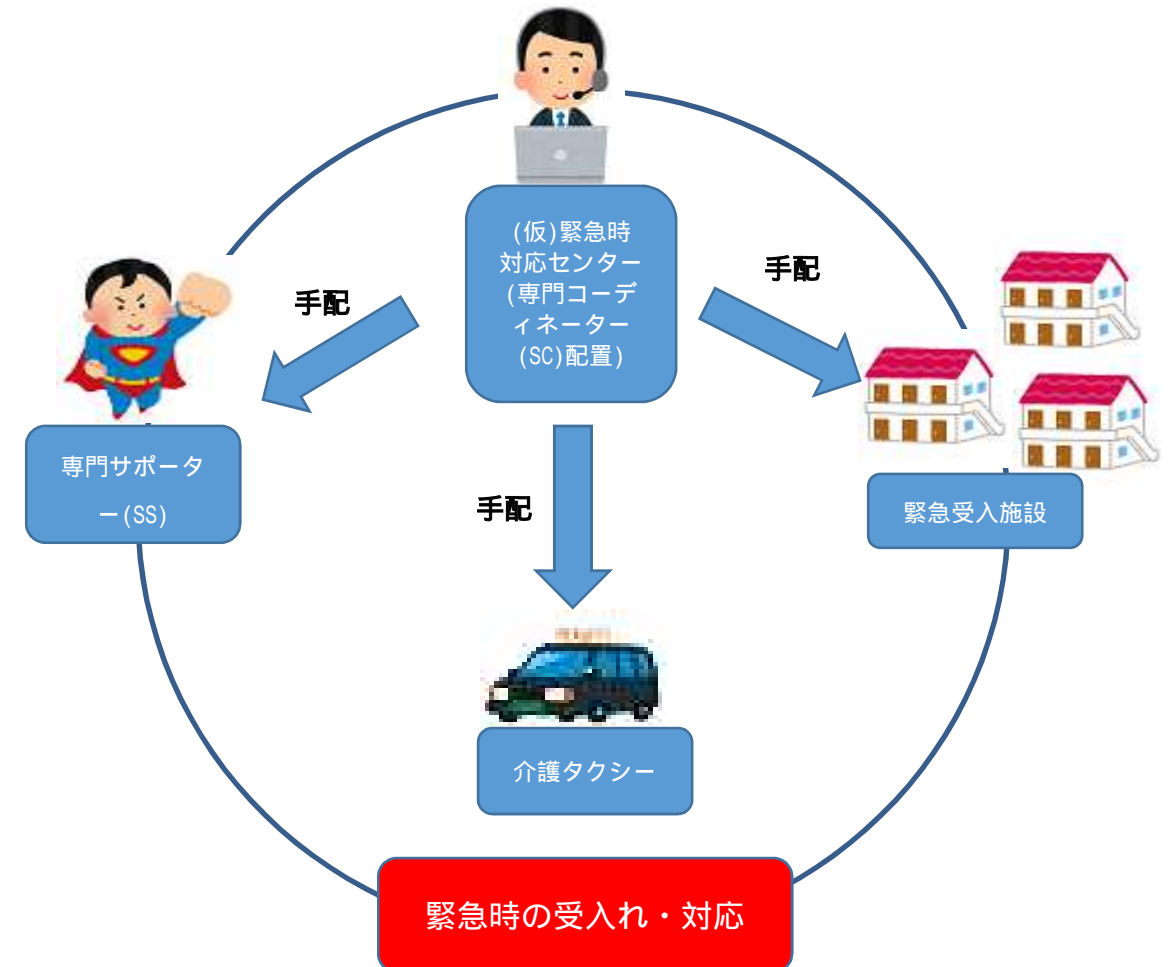 (仮)緊急時
対応センター
(専門コーデ
ィネーター
(SC)配置)
手配
手配
専門サポータ
ー(SS)
手配
緊急受入施設
介護タクシー
緊急時の受入れ・対応